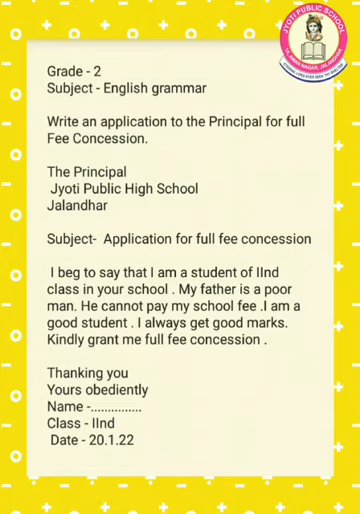 JYOTI PUBLIC SCHOOL
Grade - 2
Subject - English grammar
Write an application to the Principal for full
Fee Concession.
The Principal
Jyoti Public High School
Jalandhar
Subject- Application for full fee concession
I beg to say that I am a student of IInd
class in your school . My father is a poor
man. He cannot pay my school fee .I am a
good student . I always get good marks.
Kindly grant me full fee concession .
Thanking you
Yours obediently
Name -...............
Class - IInd
Date - 20.1.22